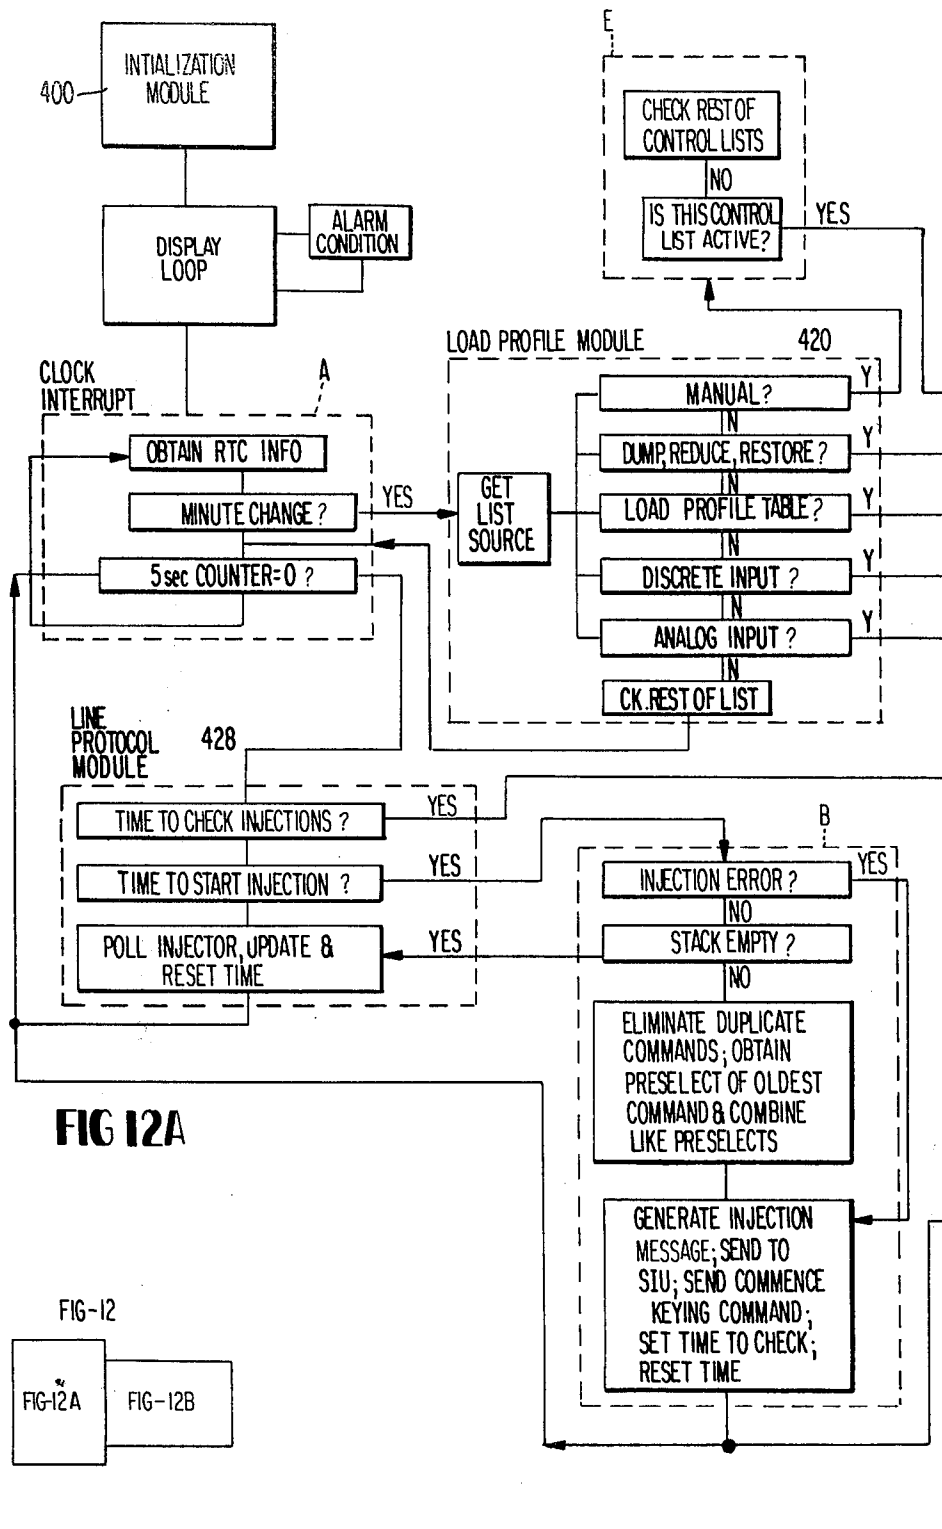 E
INTIALIZATION
MODULE
400
CHECK REST OF
CONTROL LISTS
NO
IS THIS CONTROL
LIST ACTIVE?
YES
DISPLAY
LOOP
ALARM
CONDITION
LOAD PROFILE MODULE
420
CLOCK
INTERRUPT
A
OBTAIN RTC INFO
MINUTE CHANGE?
YES
5 sec COUNTER=0 ?
GET
LIST
SOURCE
MANUAL?
Y
N
DUMP, REDUCE, RESTORE?
Y
N
LOAD PROFILE TABLE?
Y
N
DISCRETE INPUT ?
Y
N
ANALOG INPUT ?
Y
N
CK. REST OF LIST
LINE
PROTOCOL
MODULE
428
TIME TO CHECK INJECTIONS ?
YES
TIME TO START INJECTION ?
YES
POLL INJECTOR, UPDATE &
RESET TIME
YES
B
INJECTION ERROR ?
YES
NO
STACK EMPTY ?
NO
ELIMINATE DUPLICATE
COMMANDS; OBTAIN
PRESELECT OF OLDEST
COMMAND & COMBINE
LIKE PRESELECTS
GENERATE INJECTION
MESSAGE; SEND TO
SIU; SEND COMMENCE
KEYING COMMAND;
SET TIME TO CHECK;
RESET TIME
FIG 12A
FIG-12
FIG-12A
FIG-12B